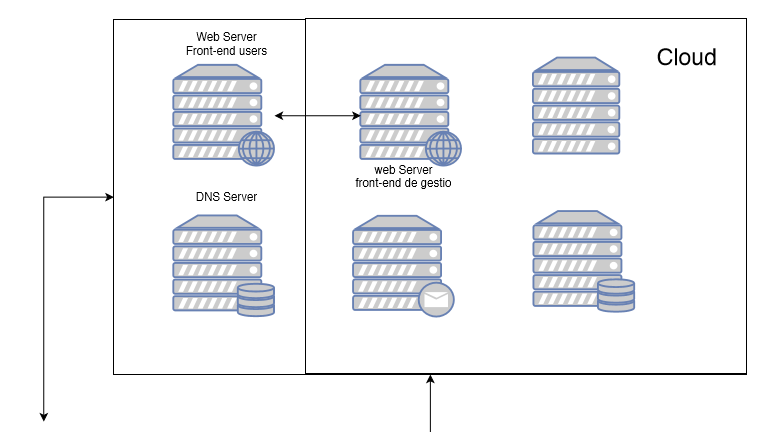 Web Server
Front-end users
Cloud
web Server
front-end de gestio
DNS Server